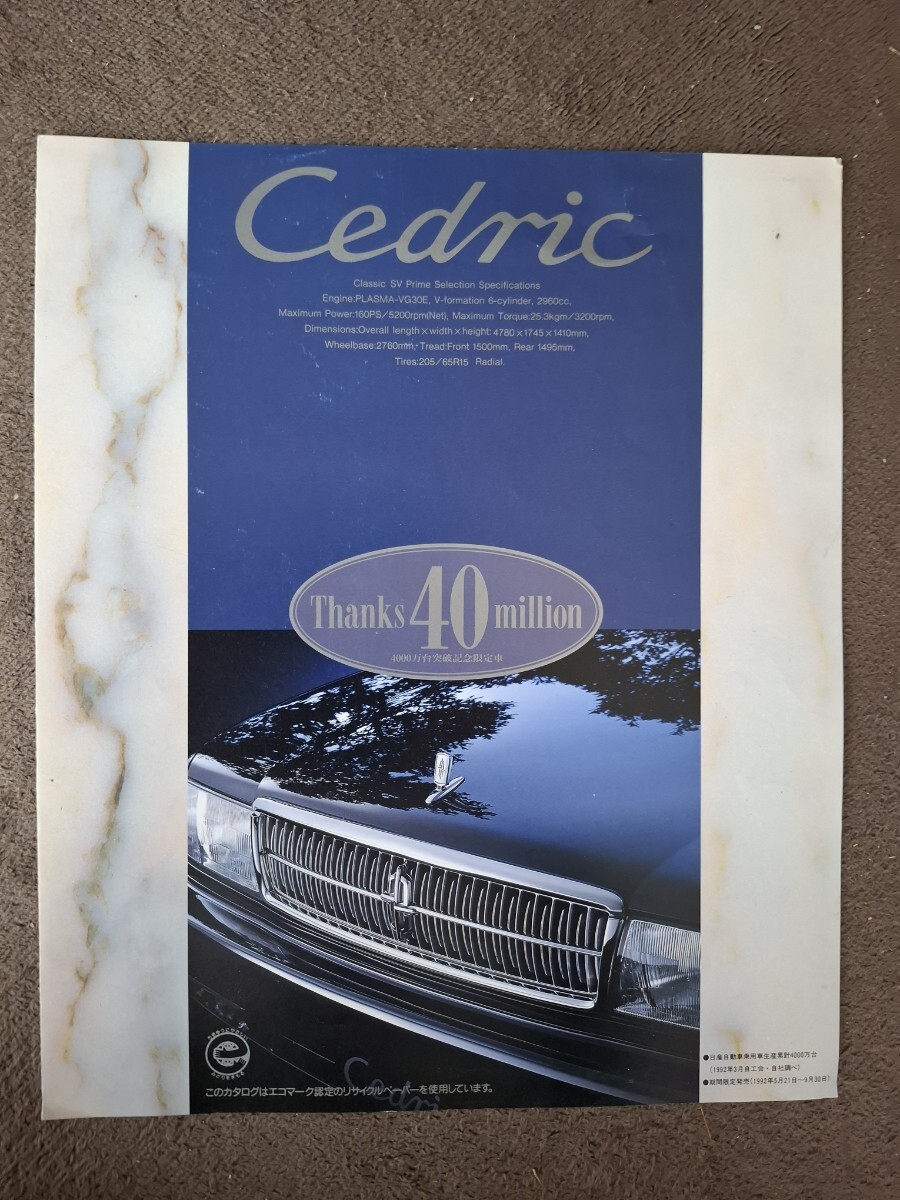 Cedric
Classic SV Prime Selection Specifications
Engine:PLASMA-VG30E, V-formation 6-cylinder, 2960cc,
Maximum Power:160PS/5200rpm(Net), Maximum Torque:25.3kgm/3200rpm,
Dimensions:Overall length×width×height: 4780×1745×1410mm,
Wheelbase:2760mm, Tread:Front 1500mm, Rear 1495mm,
Tires:205/65R15 Radial.
Thanks 40 million
4000万台突破記念限定車
Cedri
このカタログはエコマーク認定のリサイクルペーパーを使用しています。
●日産自動車乗用車生産累計4000万台
(1992年3月自工会・自社調べ)
●期間限定発売(1992年5月21日〜9月30日)